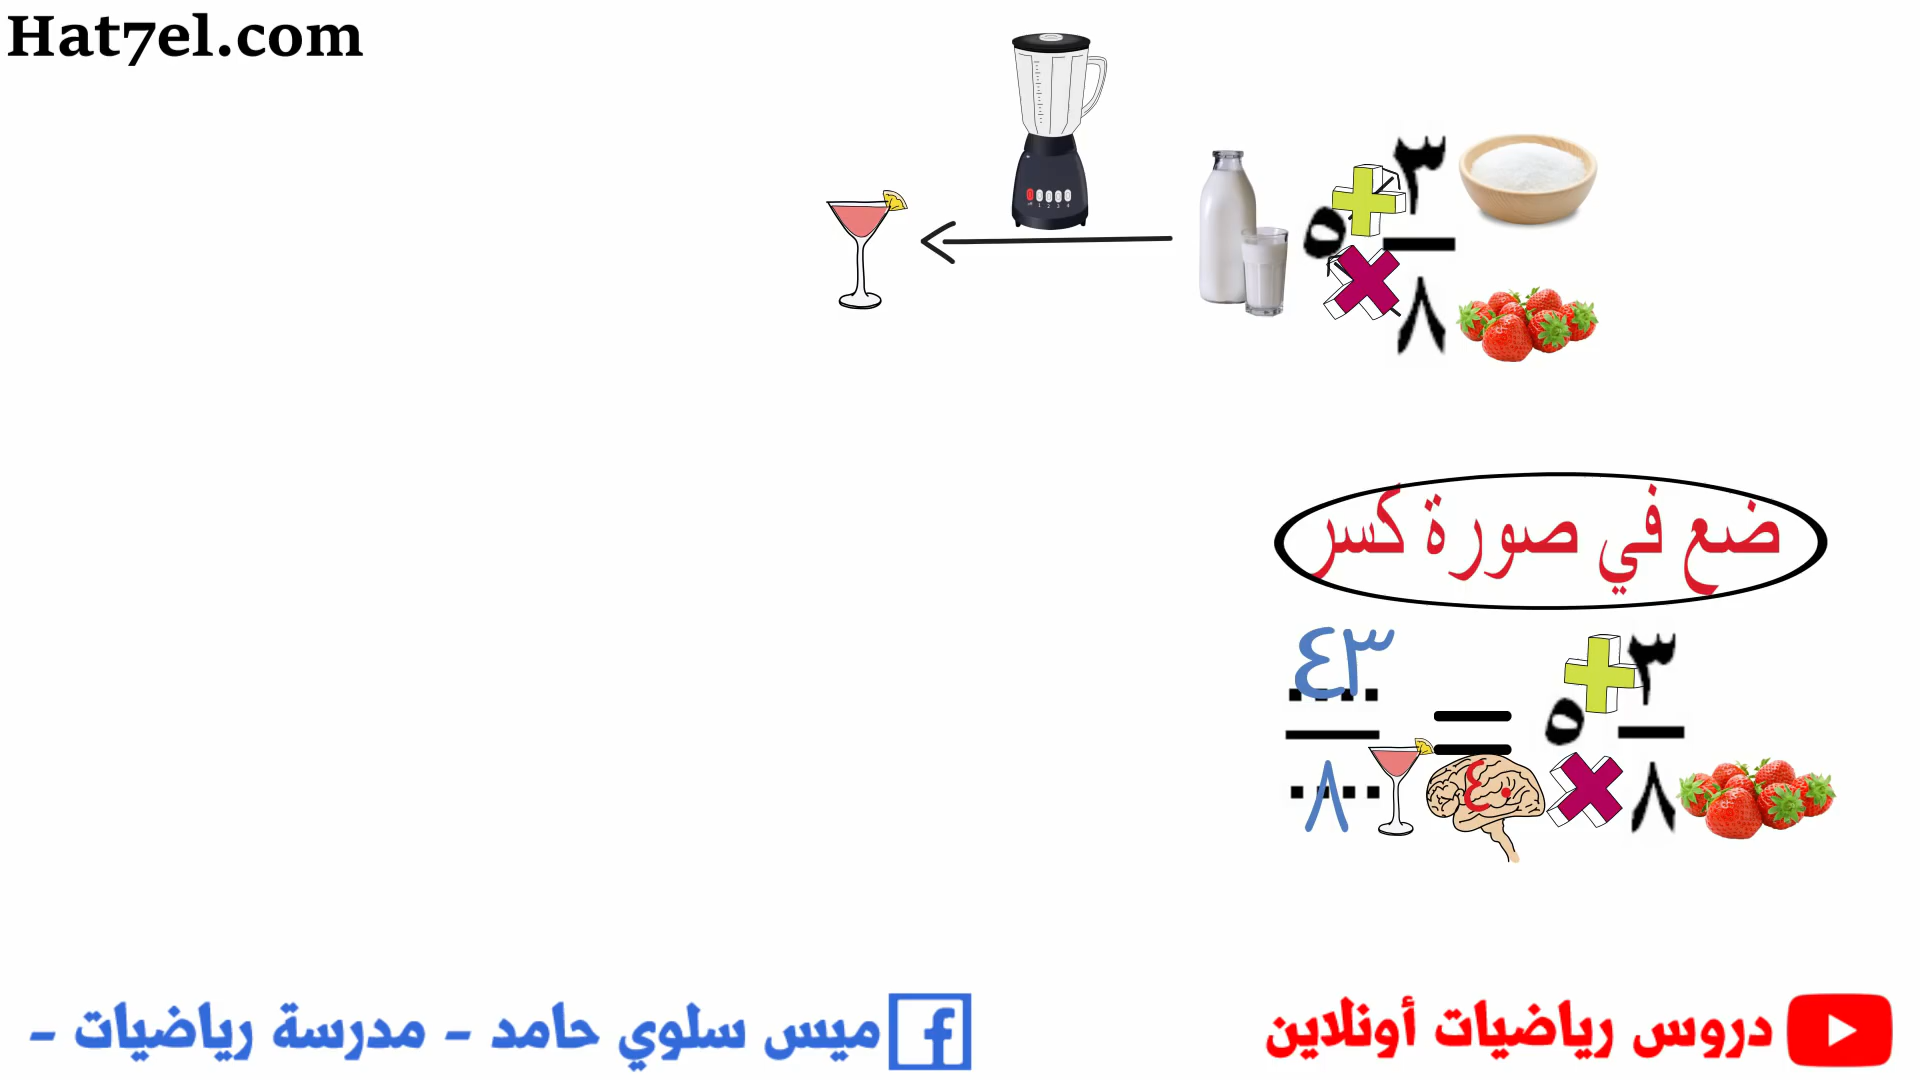 Hat7el.com
٣
٥
٨
ضع في صورة كسر
٤٣ = ٣
٥
٨ ٤٠ × ٨
دروس رياضيات أونلاين
ميس سلوي حامد - مدرسة رياضيات -